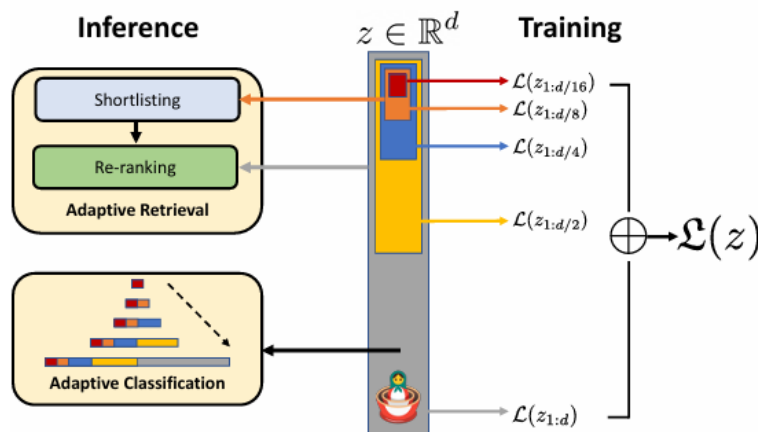 Inference
z ∈ ℝ^d
Training
Shortlisting
Re-ranking
Adaptive Retrieval
Adaptive Classification
ℒ(z_{1:d/16})
ℒ(z_{1:d/8})
ℒ(z_{1:d/4})
ℒ(z_{1:d/2})
ℒ(z_{1:d})
⊕
𝕷(z)